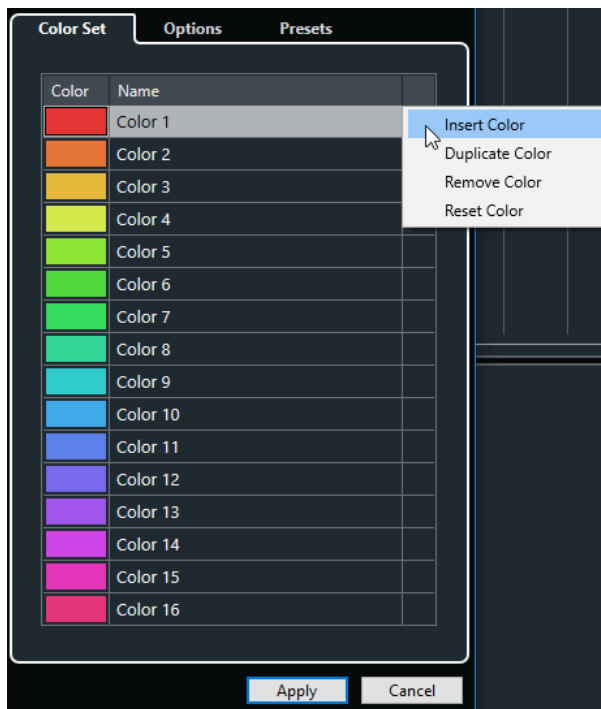 Color Set Options Presets
Color Name
Color 1
Insert Color
Duplicate Color
Remove Color
Reset Color
Color 2
Color 3
Color 4
Color 5
Color 6
Color 7
Color 8
Color 9
Color 10
Color 11
Color 12
Color 13
Color 14
Color 15
Color 16
Apply Cancel